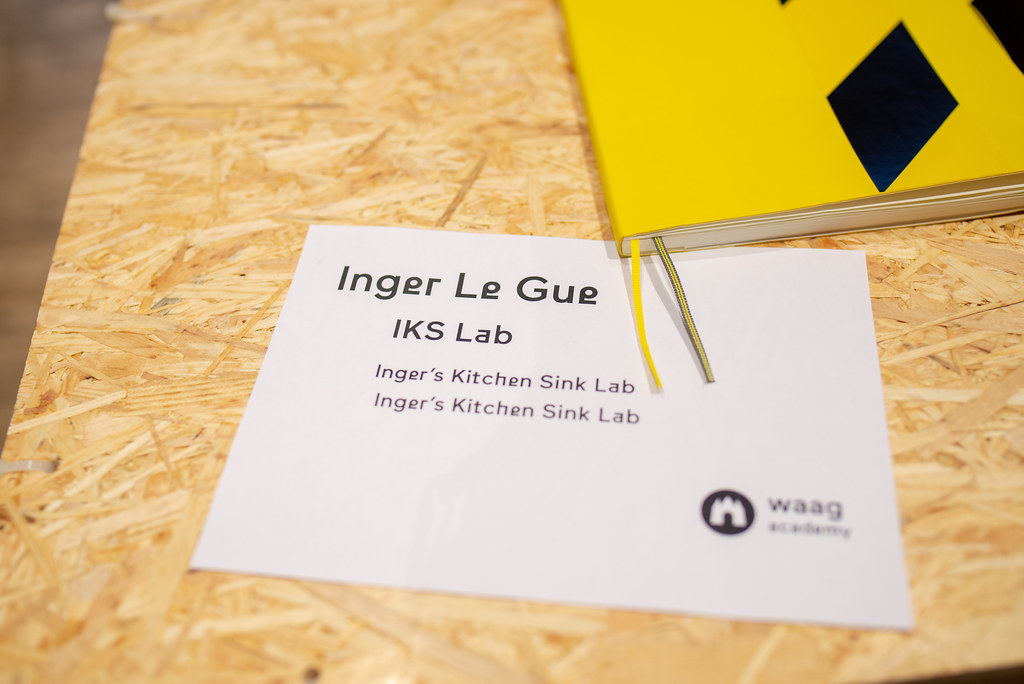 Inger Le Gue
IKS Lab
Inger's Kitchen Sink Lab
Inger's Kitchen Sink Lab
waag
academy